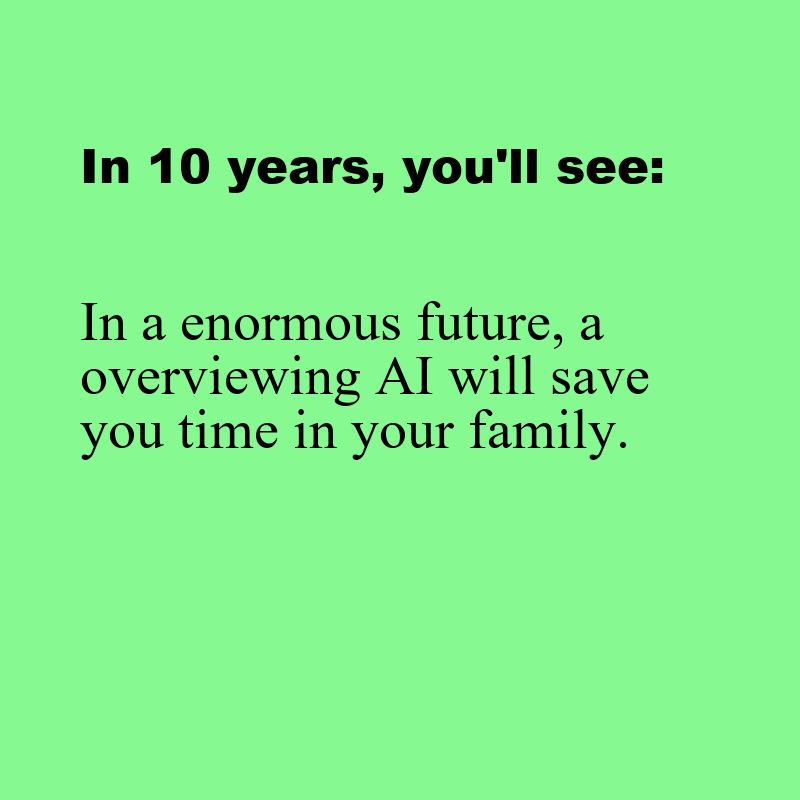 In 10 years, you'll see:
In a enormous future, a
overviewing AI will save
you time in your family.